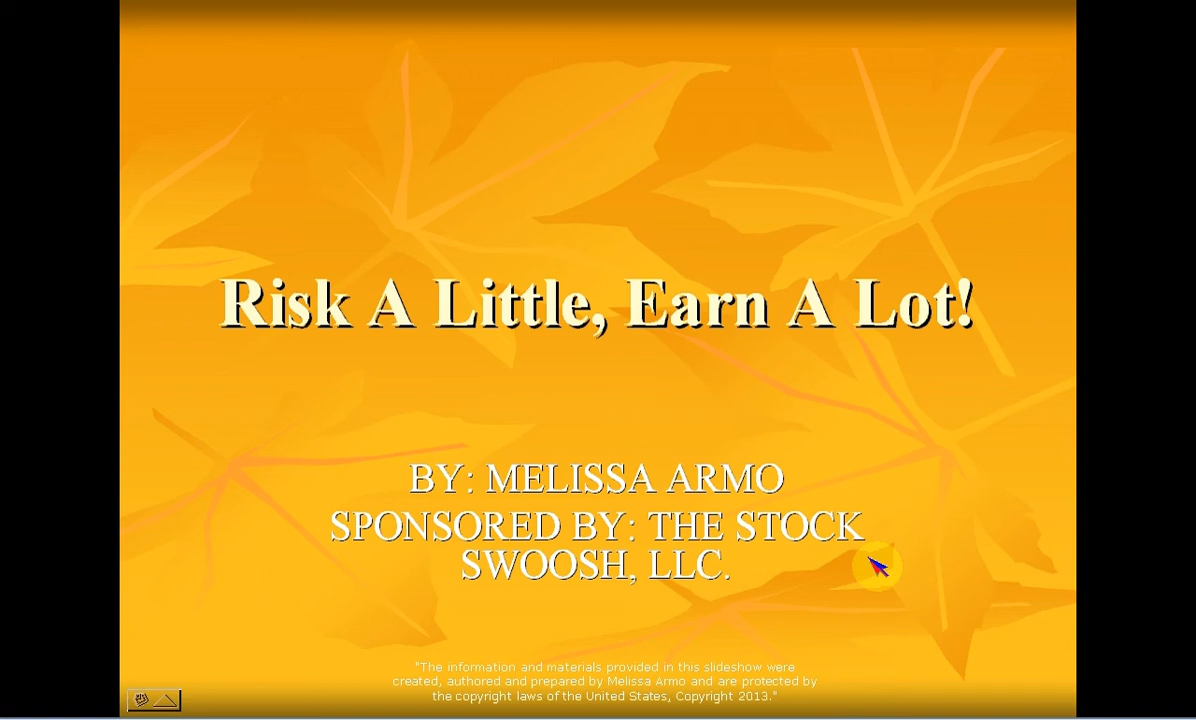 Risk A Little, Earn A Lot!
BY: MELISSA ARMO
SPONSORED BY: THE STOCK
SWOOSH, LLC.
"The information and materials provided in this slideshow were
created, authored and prepared by Melissa Armo and are protected by
the copyright laws of the United States, Copyright 2013."